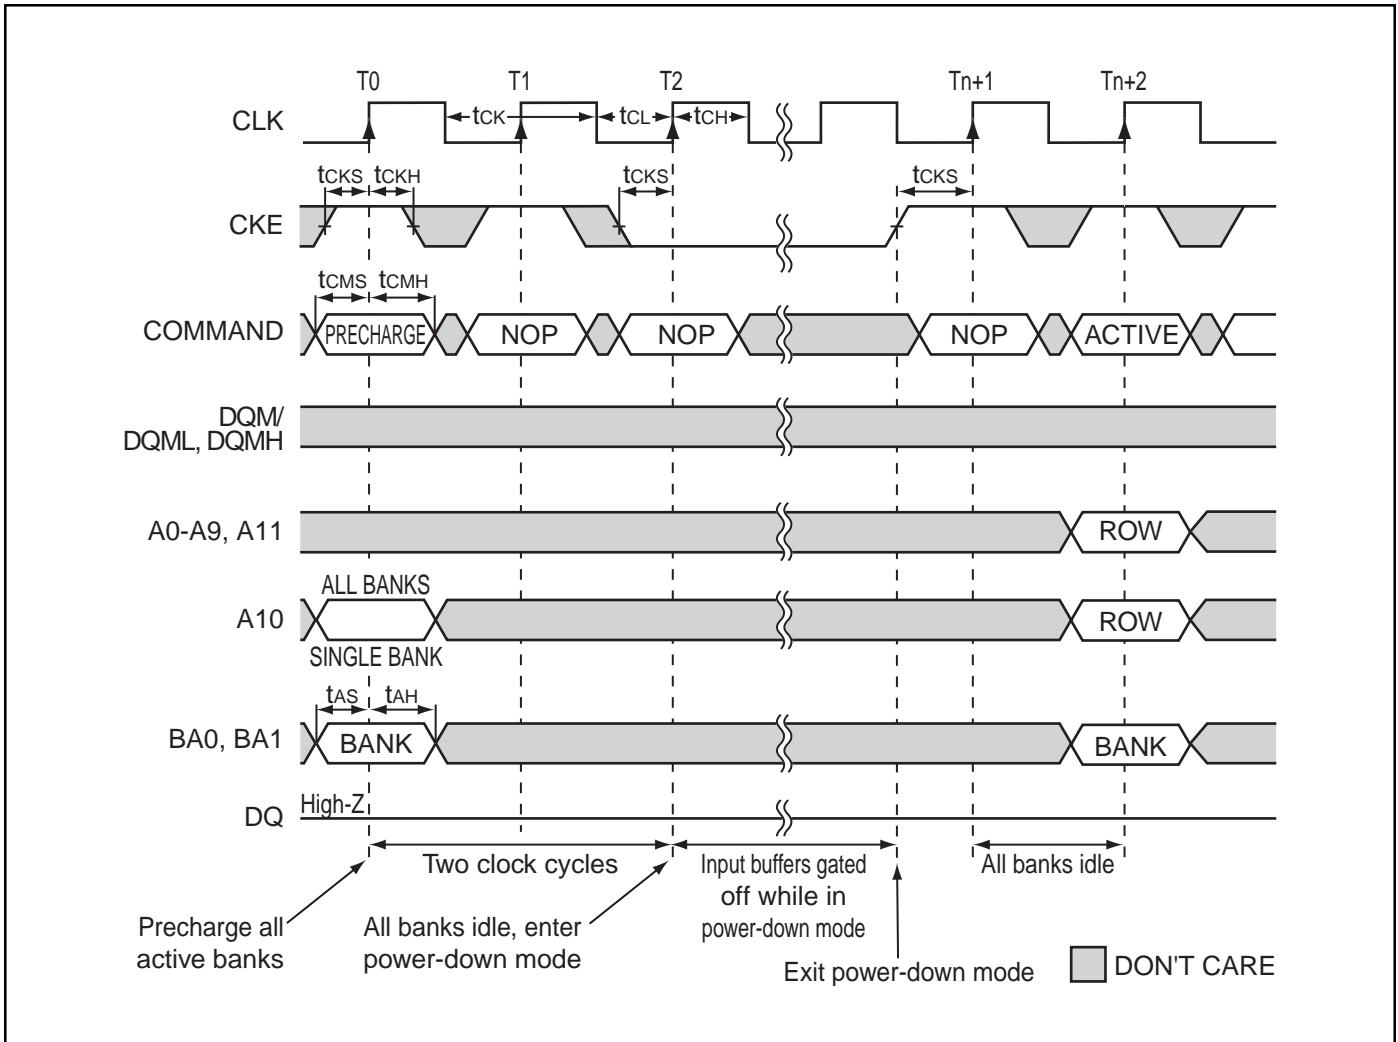 T0 T1 T2 Tn+1 Tn+2
CLK tCK tCL tCH
tCKS tCKH tCKS tCKS
CKE
tCMS tCMH
COMMAND PRECHARGE NOP NOP NOP ACTIVE
DQM/
DQML, DQMH
A0-A9, A11 ROW
ALL BANKS
A10 ROW
SINGLE BANK
tAS tAH
BA0, BA1 BANK BANK
DQ High-Z
Two clock cycles
Input buffers gated
off while in
power-down mode
All banks idle
Precharge all
active banks
All banks idle, enter
power-down mode
Exit power-down mode
DON'T CARE